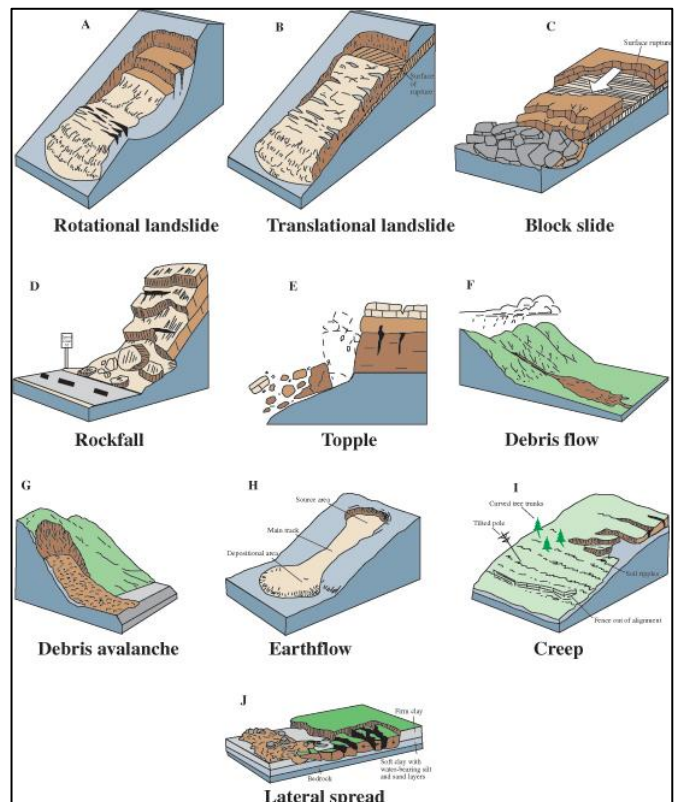 A
B
C
Surface rupture
Surface
of
rupture
Rotational landslide
Translational landslide
Block slide
D
E
F
Rockfall
Topple
Debris flow
G
H
I
Source area
Main track
Depositional area
Curved tree trunks
Tilted pole
Soil ripples
Fence out of alignment
Debris avalanche
Earthflow
Creep
J
Firm clay
Bedrock
Soft clay with
water-bearing silt
and sand layers
Lateral spread